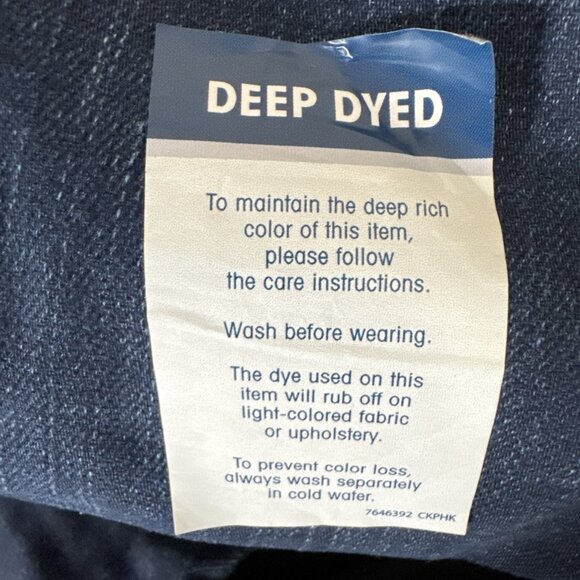 DEEP DYED
To maintain the deep rich
color of this item,
please follow
the care instructions.
Wash before wearing.
The dye used on this
item will rub off on
light-colored fabric
or upholstery.
To prevent color loss,
always wash separately
in cold water.
7646392 CKPHK